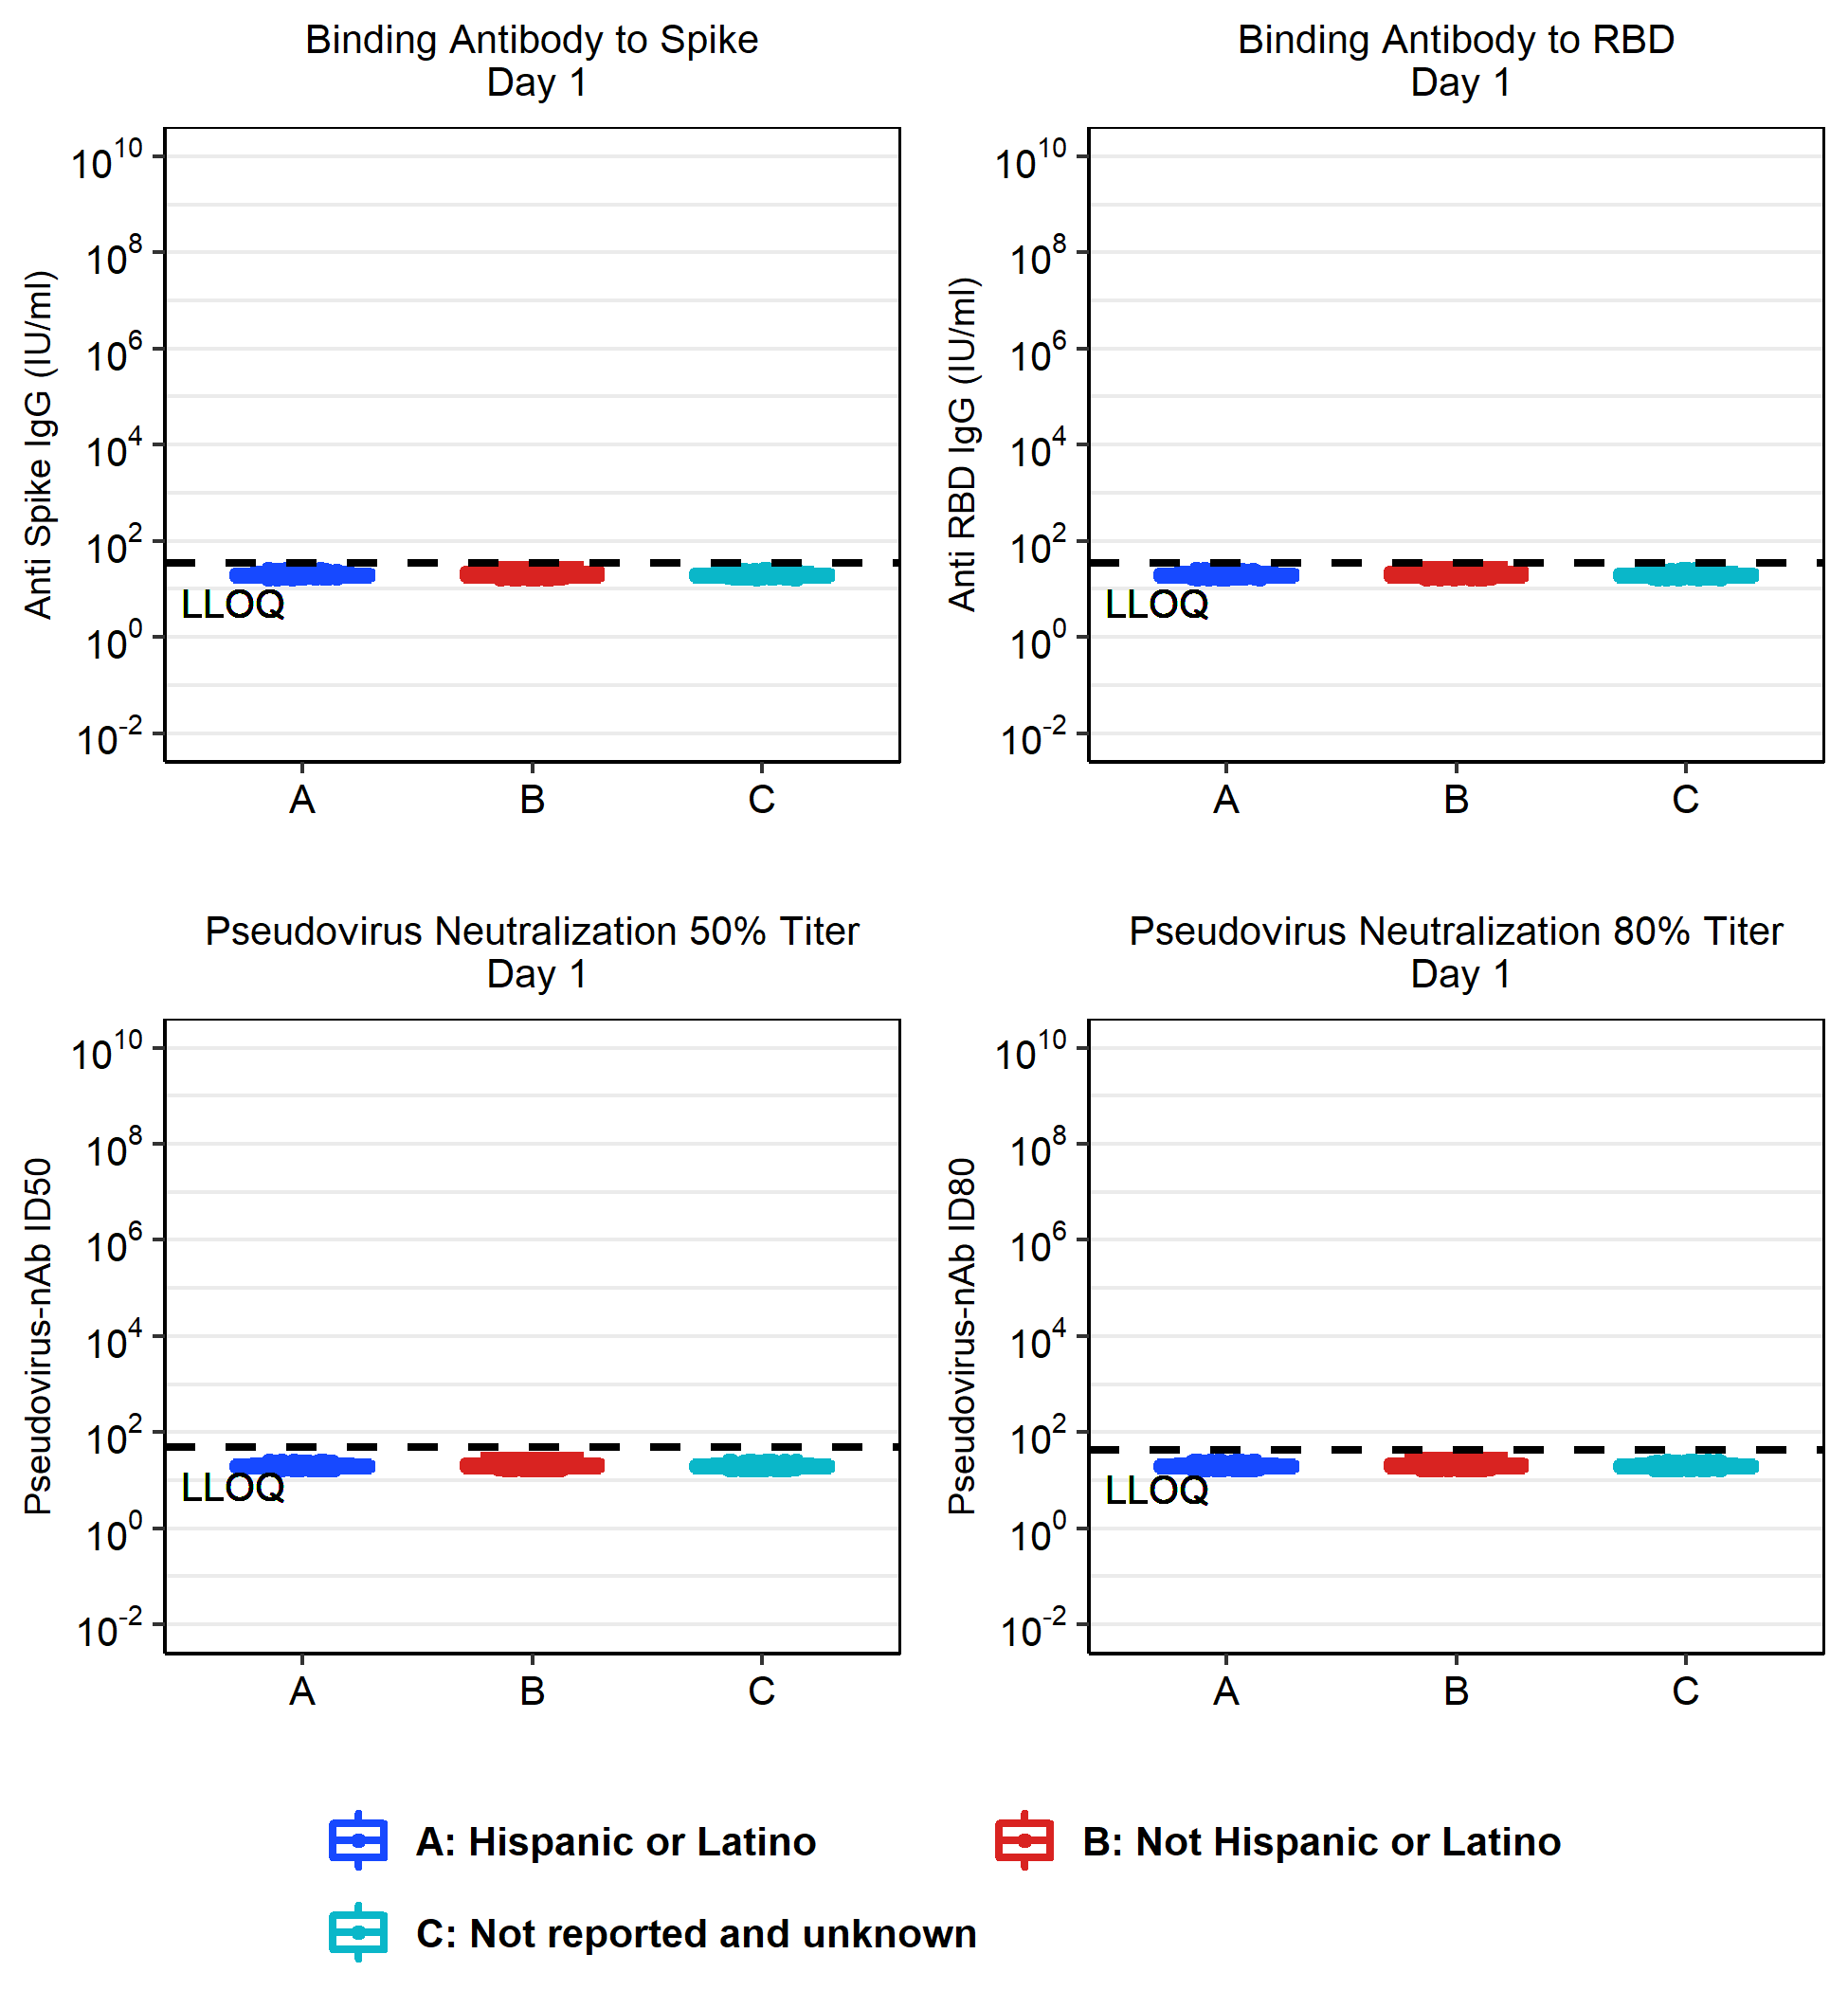 Binding Antibody to Spike
Day 1
Anti Spike IgG (IU/ml)
10^10
10^8
10^6
10^4
10^2
10^0
10^-2
LLOQ
A B C
Binding Antibody to RBD
Day 1
Anti RBD IgG (IU/ml)
10^10
10^8
10^6
10^4
10^2
10^0
10^-2
LLOQ
A B C
Pseudovirus Neutralization 50% Titer
Day 1
Pseudovirus-nAb ID50
10^10
10^8
10^6
10^4
10^2
10^0
10^-2
LLOQ
A B C
Pseudovirus Neutralization 80% Titer
Day 1
Pseudovirus-nAb ID80
10^10
10^8
10^6
10^4
10^2
10^0
10^-2
LLOQ
A B C
A: Hispanic or Latino
B: Not Hispanic or Latino
C: Not reported and unknown